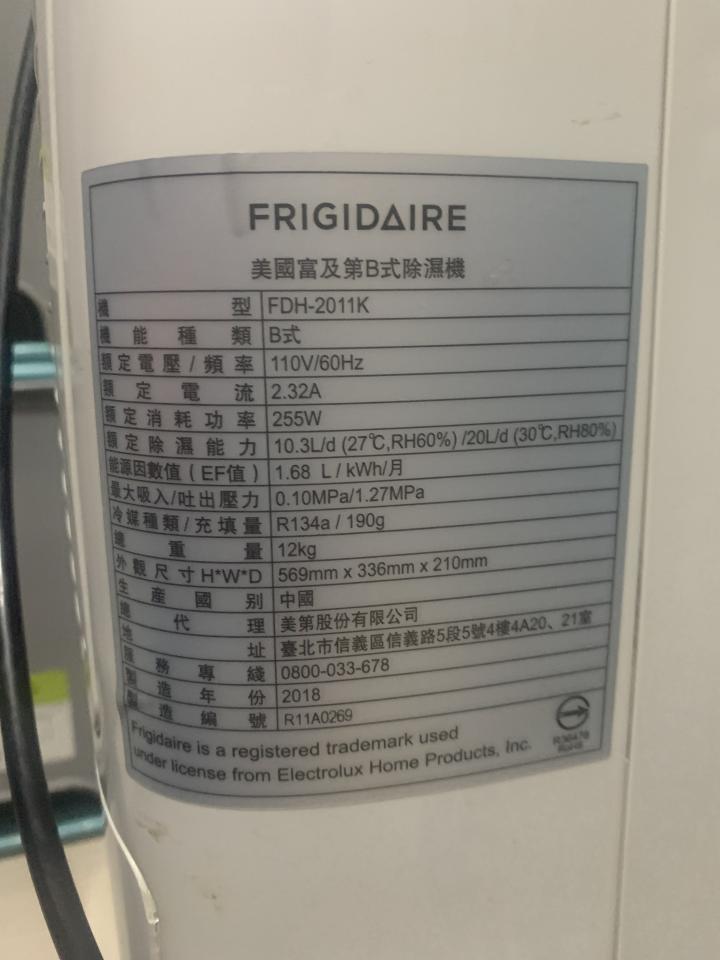 FRIGIDAIRE
美國富及第B式除濕機
機型 FDH-2011K
機能種類 B式
額定電壓/頻率 110V/60Hz
額定電流 2.32A
額定消耗功率 255W
額定除濕能力 10.3L/d (27℃,RH60%) /20L/d (30℃,RH80%)
能源因數值(EF值) 1.68 L/kWh/月
最大吸入/吐出壓力 0.10MPa/1.27MPa
冷媒種類/充填量 R134a / 190g
總重量 12kg
外觀尺寸H*W*D 569mm x 336mm x 210mm
生產國別 中國
總代理 美第股份有限公司
地址 臺北市信義區信義路5段5號4樓4A20、21室
服務專綫 0800-033-678
製造年份 2018
製造編號 R11A0269
Frigidaire is a registered trademark used
under license from Electrolux Home Products, Inc.
RoHS